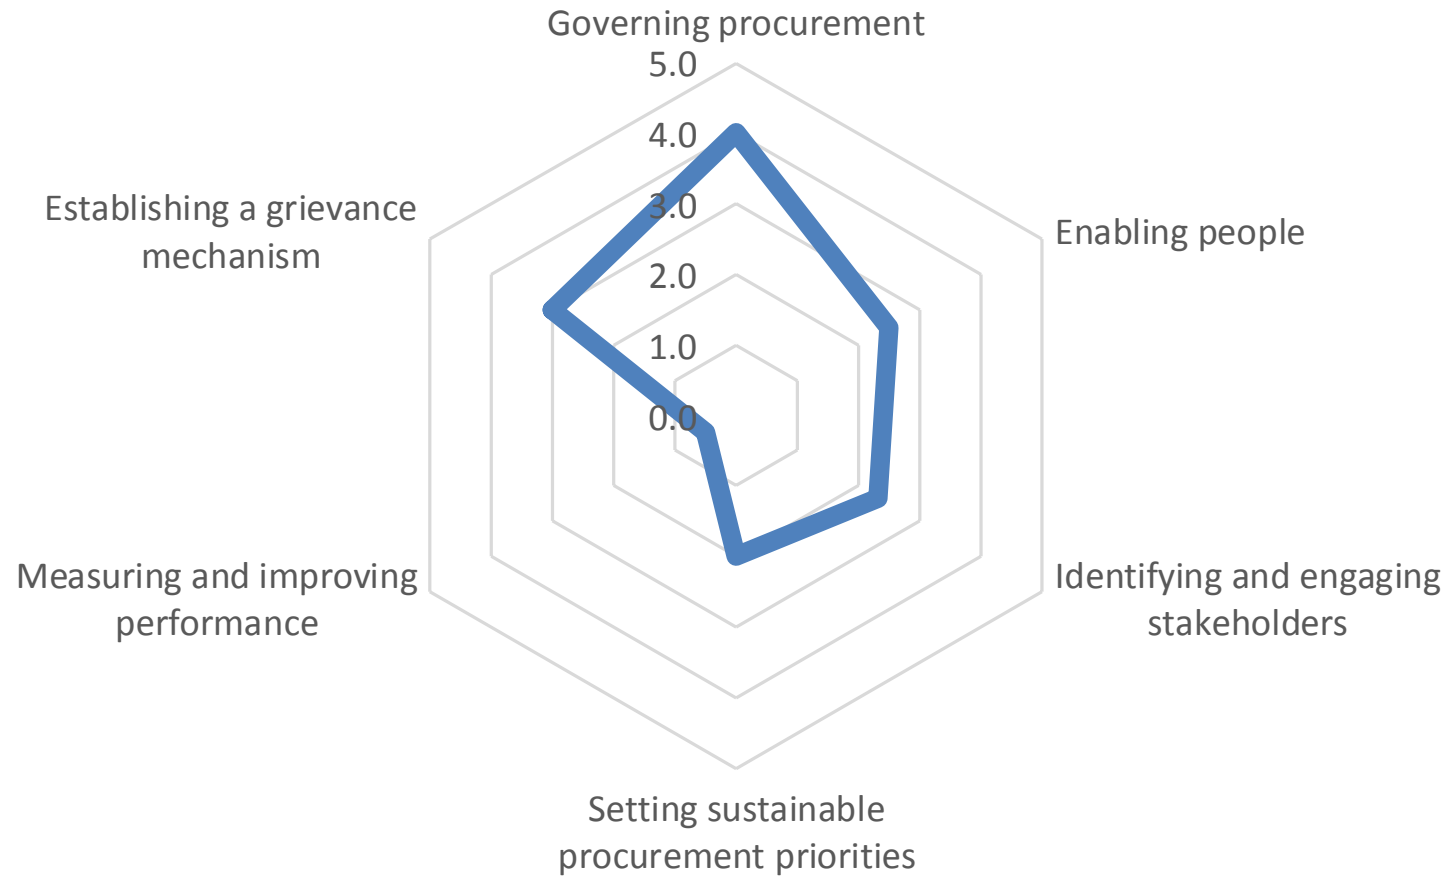 Governing procurement
5.0
4.0
3.0
2.0
1.0
0.0
Enabling people
Identifying and engaging
stakeholders
Setting sustainable
procurement priorities
Measuring and improving
performance
Establishing a grievance
mechanism